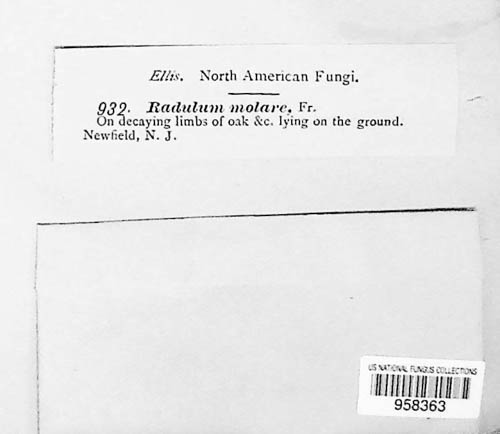 Ellis. North American Fungi.
932. Radulum molare, Fr.
On decaying limbs of oak &c. lying on the ground.
Newfield, N. J.
US NATIONAL FUNGUS COLLECTIONS
958363